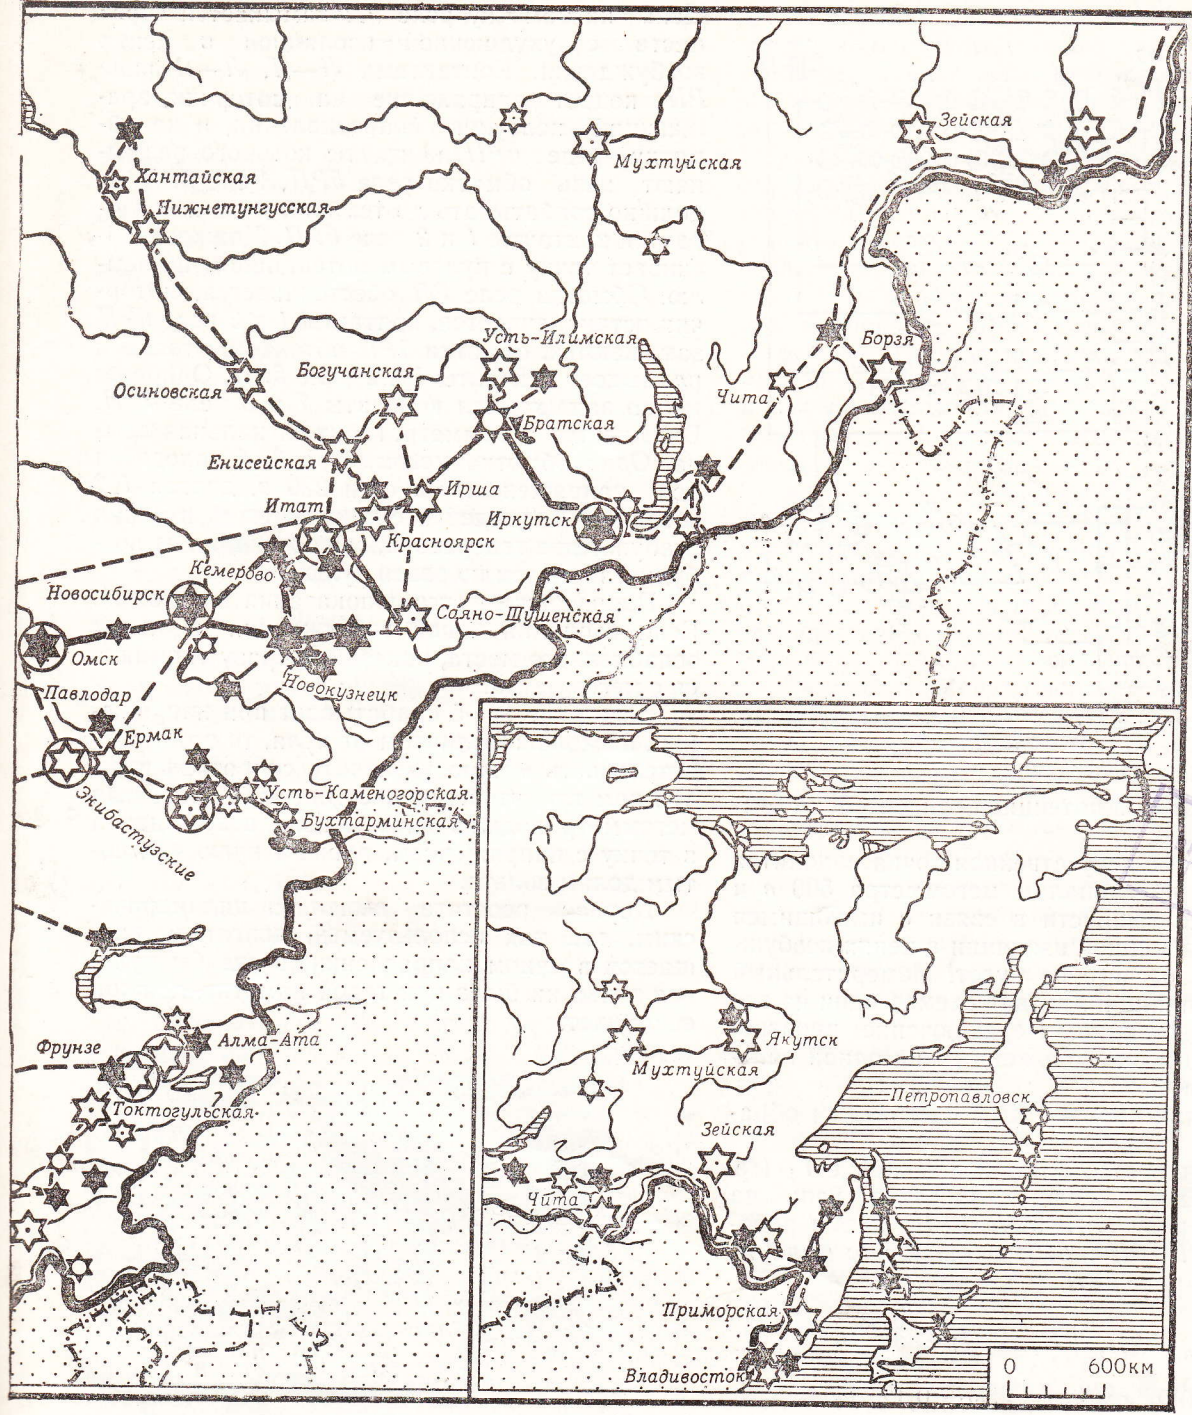 Зейская
Мухтуйская
Хантайская
Нижнетунгусская
Усть-Илимская
Борзя
Богучанская
Чита
Осиновская
Братская
Енисейская
Ирша
Итат
Иркутск
Красноярск
Кемерово
Новосибирск
Саяно-Шушенская
Омск
Новокузнецк
Павлодар
Ермак
Экибастузские
Усть-Каменогорская
Бухтарминская
Фрунзе
Алма-Ата
Токтогульская
Якутск
Мухтуйская
Петропавловск
Зейская
Чита
Приморская
Владивосток
0 600км